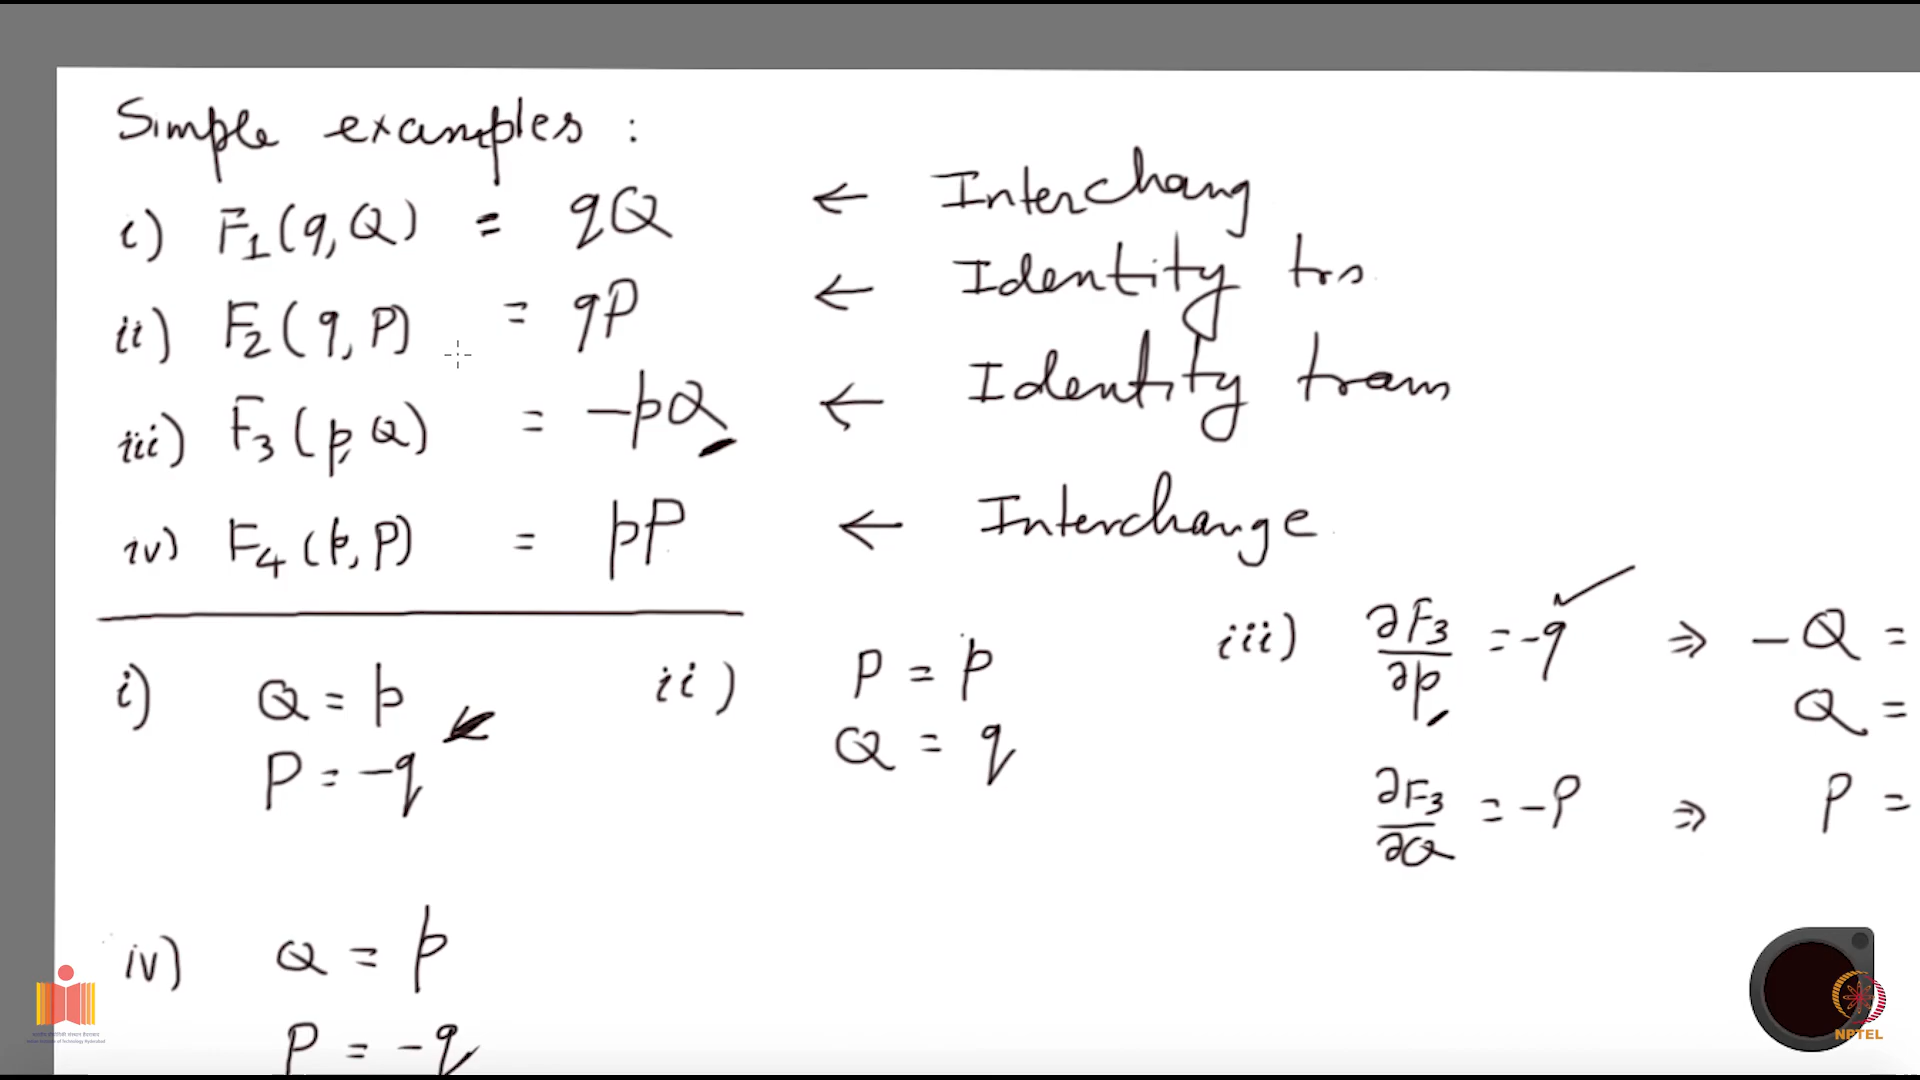 Simple examples :
i) F₁(q, Q) = qQ ← Interchang
ii) F₂(q, P) = qP ← Identity trs
iii) F₃(p, Q) = -pQ ← Identity tram
iv) F₄(p, P) = pP ← Interchange
i) Q = p
P = -q
ii) P = p
Q = q
iii) ∂F₃/∂p = -q ⇒ -Q =
Q =
∂F₃/∂Q = -P ⇒ P =
iv) Q = p
P = -q
NPTEL